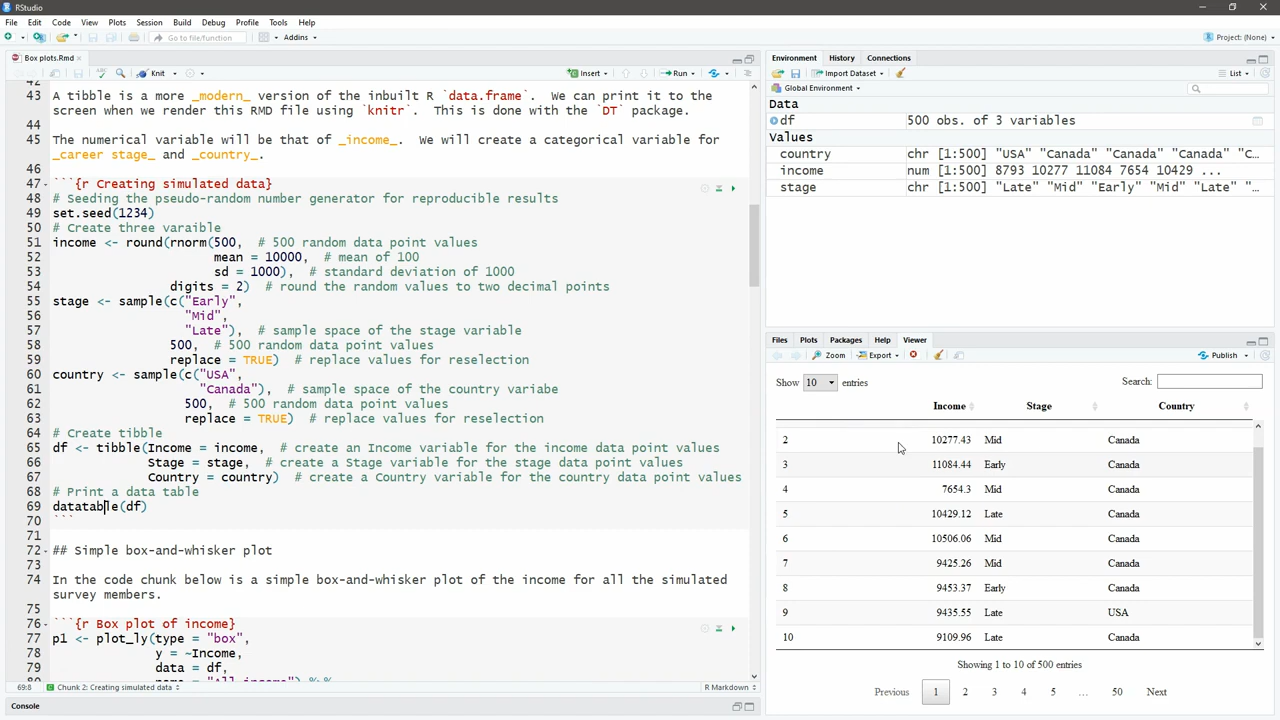 RStudio
File Edit Code View Plots Session Build Debug Profile Tools Help
Go to file/function Addins Project: (None)
Box plots.Rmd
Knit Insert Run
43 A tibble is a more _modern_ version of the inbuilt R `data.frame`. We can print it to the
screen when we render this RMD file using `knitr`. This is done with the `DT` package.
44
45 The numerical variable will be that of _income_. We will create a categorical variable for
_career stage_ and _country_.
46
47 ```{r Creating simulated data}
48 # Seeding the pseudo-random number generator for reproducible results
49 set.seed(1234)
50 # Create three varaible
51 income <- round(rnorm(500, # 500 random data point values
52 mean = 10000, # mean of 100
53 sd = 1000), # standard deviation of 1000
54 digits = 2) # round the random values to two decimal points
55 stage <- sample(c("Early",
56 "Mid",
57 "Late"), # sample space of the stage variable
58 500, # 500 random data point values
59 replace = TRUE) # replace values for reselection
60 country <- sample(c("USA",
61 "Canada"), # sample space of the country variabe
62 500, # 500 random data point values
63 replace = TRUE) # replace values for reselection
64 # Create tibble
65 df <- tibble(Income = income, # create an Income variable for the income data point values
66 Stage = stage, # create a Stage variable for the stage data point values
67 Country = country) # create a Country variable for the country data point values
68 # Print a data table
69 datatable(df)
70 ```
71
72 ## Simple box-and-whisker plot
73
74 In the code chunk below is a simple box-and-whisker plot of the income for all the simulated
survey members.
75
76 ```{r Box plot of income}
77 p1 <- plot_ly(type = "box",
78 y = ~Income,
79 data = df,
69:8 Chunk 2: Creating simulated data R Markdown
Console
Environment History Connections
Import Dataset List
Global Environment
Data
df 500 obs. of 3 variables
Values
country chr [1:500] "USA" "Canada" "Canada" "Canada" "C…
income num [1:500] 8793 10277 11084 7654 10429 ...
stage chr [1:500] "Late" "Mid" "Early" "Mid" "Late" "…
Files Plots Packages Help Viewer
Zoom Export Publish
Show 10 entries Search:
Income Stage Country
2 10277.43 Mid Canada
3 11084.44 Early Canada
4 7654.3 Mid Canada
5 10429.12 Late Canada
6 10506.06 Mid Canada
7 9425.26 Mid Canada
8 9453.37 Early Canada
9 9435.55 Late USA
10 9109.96 Late Canada
Showing 1 to 10 of 500 entries
Previous 1 2 3 4 5 … 50 Next